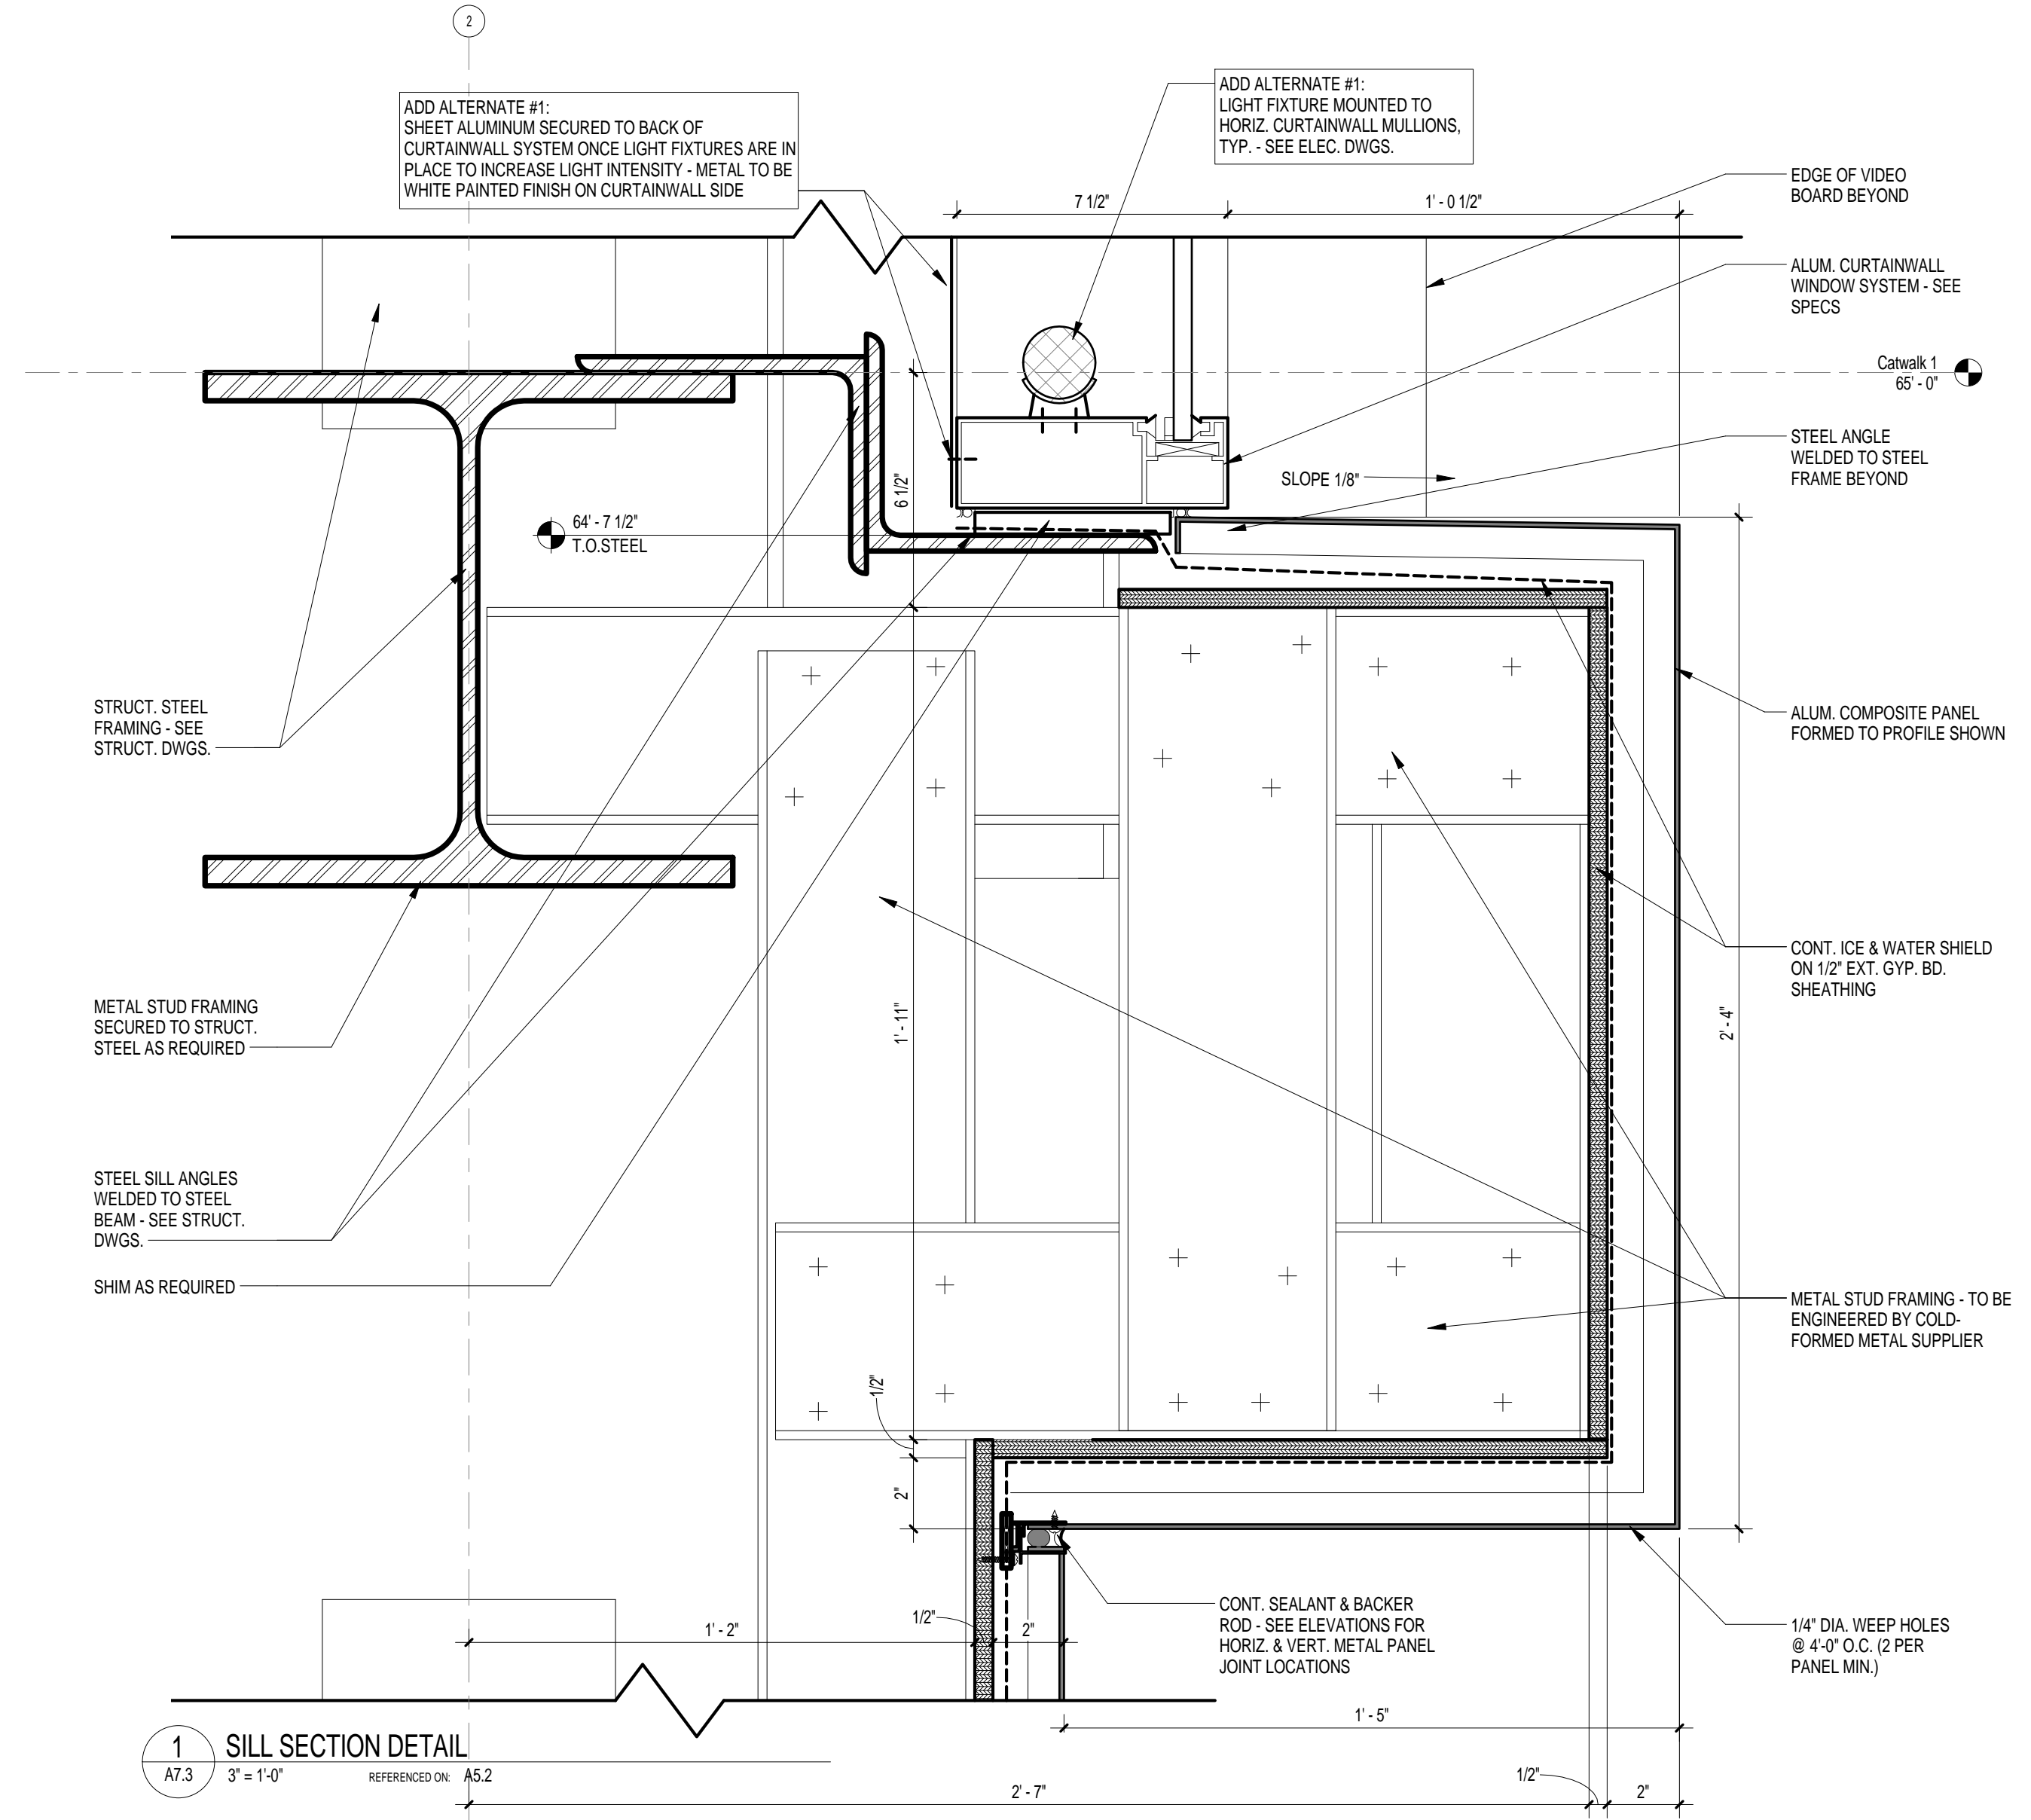 2
ADD ALTERNATE #1:
SHEET ALUMINUM SECURED TO BACK OF
CURTAINWALL SYSTEM ONCE LIGHT FIXTURES ARE IN
PLACE TO INCREASE LIGHT INTENSITY - METAL TO BE
WHITE PAINTED FINISH ON CURTAINWALL SIDE
ADD ALTERNATE #1:
LIGHT FIXTURE MOUNTED TO
HORIZ. CURTAINWALL MULLIONS,
TYP. - SEE ELEC. DWGS.
7 1/2"
1' - 0 1/2"
EDGE OF VIDEO
BOARD BEYOND
ALUM. CURTAINWALL
WINDOW SYSTEM - SEE
SPECS
Catwalk 1
65' - 0"
STEEL ANGLE
WELDED TO STEEL
FRAME BEYOND
SLOPE 1/8"
6 1/2"
64' - 7 1/2"
T.O.STEEL
STRUCT. STEEL
FRAMING - SEE
STRUCT. DWGS.
ALUM. COMPOSITE PANEL
FORMED TO PROFILE SHOWN
CONT. ICE & WATER SHIELD
ON 1/2" EXT. GYP. BD.
SHEATHING
METAL STUD FRAMING
SECURED TO STRUCT.
STEEL AS REQUIRED
1' - 11"
2' - 4"
STEEL SILL ANGLES
WELDED TO STEEL
BEAM - SEE STRUCT.
DWGS.
SHIM AS REQUIRED
METAL STUD FRAMING - TO BE
ENGINEERED BY COLD-
FORMED METAL SUPPLIER
1/2"
2"
CONT. SEALANT & BACKER
ROD - SEE ELEVATIONS FOR
HORIZ. & VERT. METAL PANEL
JOINT LOCATIONS
1/4" DIA. WEEP HOLES
@ 4'-0" O.C. (2 PER
PANEL MIN.)
1' - 2"
1/2"
2"
1' - 5"
1
A7.3
SILL SECTION DETAIL
3" = 1'-0"
REFERENCED ON:
A5.2
2' - 7"
1/2"
2"